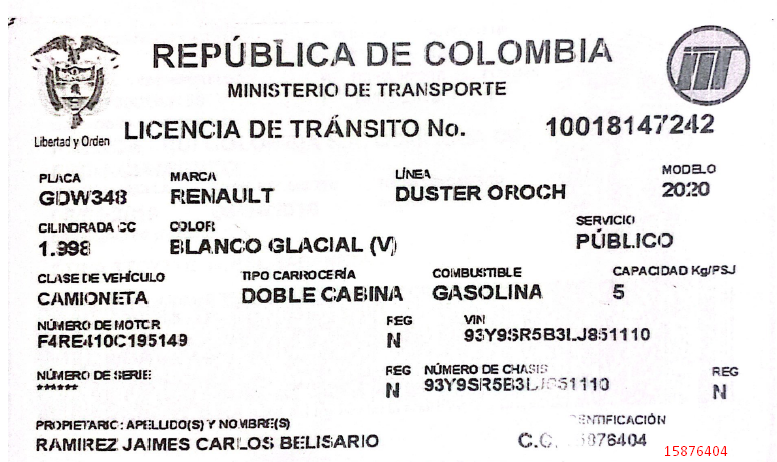 REPÚBLICA DE COLOMBIA
MINISTERIO DE TRANSPORTE
Libertad y Orden
LICENCIA DE TRÁNSITO No. 10018147242
PLACA MARCA LÍNEA MODELO
GDW348 RENAULT DUSTER OROCH 2020
CILINDRADA CC COLOR SERVICIO
1.998 BLANCO GLACIAL (V) PÚBLICO
CLASE DE VEHÍCULO TIPO CARROCERÍA COMBUSTIBLE CAPACIDAD Kg/PSJ
CAMIONETA DOBLE CABINA GASOLINA 5
NÚMERO DE MOTOR REG VIN
F4RE410C195149 N 93Y9SR5B3LJ851110
NÚMERO DE SERIE REG NÚMERO DE CHASIS REG
****** N 93Y9SR5B3LJ851110 N
PROPIETARIO: APELLIDO(S) Y NOMBRE(S) IDENTIFICACIÓN
RAMIREZ JAIMES CARLOS BELISARIO C.C. 15876404
15876404